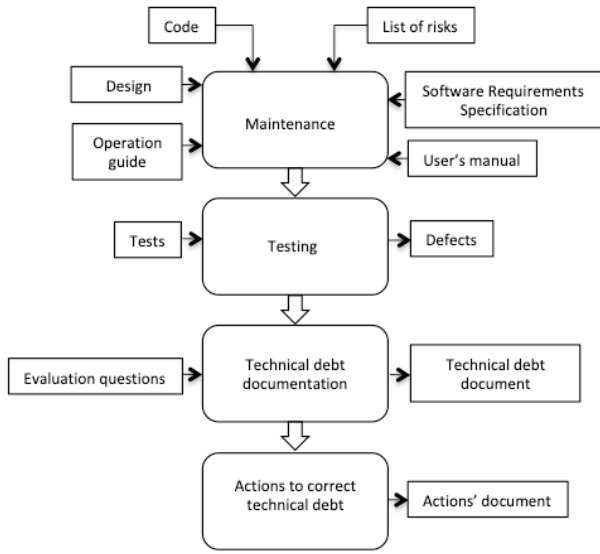 Code
List of risks
Design
Software Requirements
Specification
Maintenance
Operation
guide
User's manual
Tests
Testing
Defects
Evaluation questions
Technical debt
documentation
Technical debt
document
Actions to correct
technical debt
Actions' document